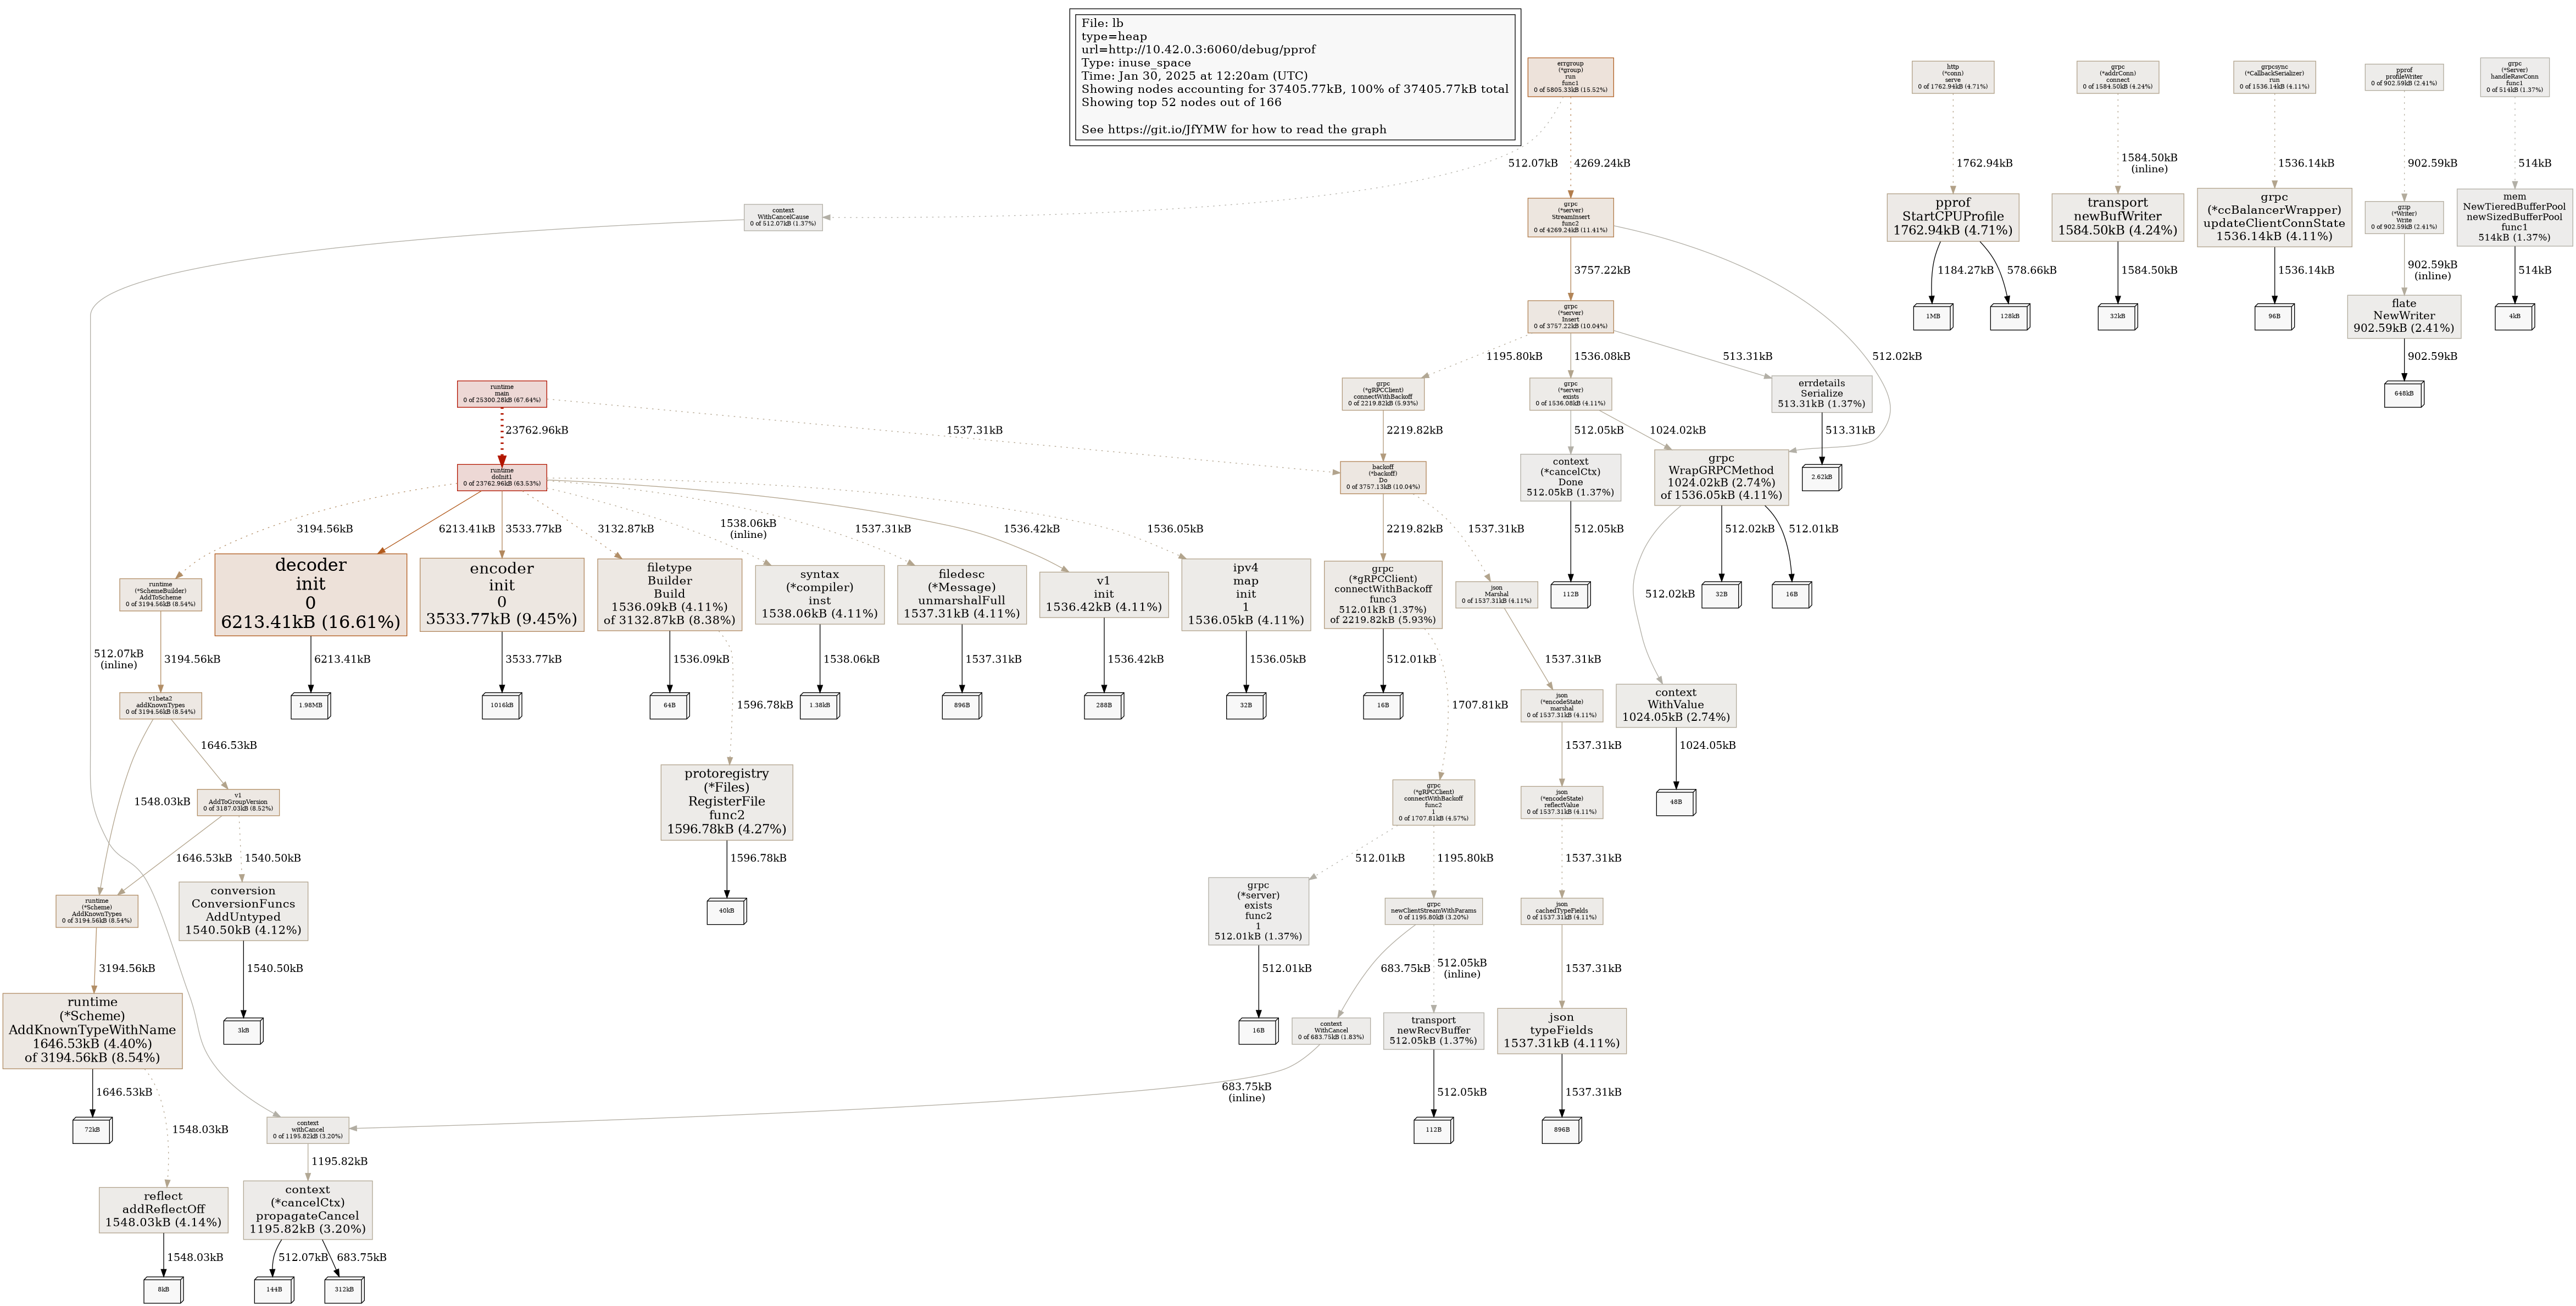 File: lb
type=heap
url=http://10.42.0.3:6060/debug/pprof
Type: inuse_space
Time: Jan 30, 2025 at 12:20am (UTC)
Showing nodes accounting for 37405.77kB, 100% of 37405.77kB total
Showing top 52 nodes out of 166
See https://git.io/JfYMW for how to read the graph
errgroup
(*group)
run
func1
0 of 5805.33kB (15.52%)
http
(*conn)
serve
0 of 1762.94kB (4.71%)
grpc
(*addrConn)
connect
0 of 1584.50kB (4.24%)
grpcsync
(*CallbackSerializer)
run
0 of 1536.14kB (4.11%)
pprof
profileWriter
0 of 902.59kB (2.41%)
grpc
(*Server)
handleRawConn
func1
0 of 514kB (1.37%)
512.07kB
4269.24kB
1762.94kB
1584.50kB
(inline)
1536.14kB
902.59kB
514kB
context
WithCancelCause
0 of 512.07kB (1.37%)
grpc
(*server)
StreamInsert
func2
0 of 4269.24kB (11.41%)
pprof
StartCPUProfile
1762.94kB (4.71%)
transport
newBufWriter
1584.50kB (4.24%)
grpc
(*ccBalancerWrapper)
updateClientConnState
1536.14kB (4.11%)
gzip
(*Writer)
Write
0 of 902.59kB (2.41%)
mem
NewTieredBufferPool
newSizedBufferPool
func1
514kB (1.37%)
3757.22kB
1184.27kB
578.66kB
1584.50kB
1536.14kB
902.59kB
(inline)
514kB
grpc
(*server)
Insert
0 of 3757.22kB (10.04%)
1MB
128kB
32kB
96B
flate
NewWriter
902.59kB (2.41%)
4kB
1195.80kB
1536.08kB
513.31kB
512.02kB
902.59kB
runtime
main
0 of 25300.28kB (67.64%)
grpc
(*gRPCClient)
connectWithBackoff
0 of 2219.82kB (5.93%)
grpc
(*server)
exists
0 of 1536.08kB (4.11%)
errdetails
Serialize
513.31kB (1.37%)
648kB
23762.96kB
1537.31kB
2219.82kB
512.05kB
1024.02kB
513.31kB
runtime
doInit1
0 of 23762.96kB (63.53%)
backoff
(*backoff)
Do
0 of 3757.13kB (10.04%)
context
(*cancelCtx)
Done
512.05kB (1.37%)
grpc
WrapGRPCMethod
1024.02kB (2.74%)
of 1536.05kB (4.11%)
2.62kB
3194.56kB
6213.41kB
3533.77kB
3132.87kB
1538.06kB
(inline)
1537.31kB
1536.42kB
1536.05kB
2219.82kB
1537.31kB
512.05kB
512.02kB
512.01kB
runtime
(*SchemeBuilder)
AddToScheme
0 of 3194.56kB (8.54%)
decoder
init
0
6213.41kB (16.61%)
encoder
init
0
3533.77kB (9.45%)
filetype
Builder
Build
1536.09kB (4.11%)
of 3132.87kB (8.38%)
syntax
(*compiler)
inst
1538.06kB (4.11%)
filedesc
(*Message)
unmarshalFull
1537.31kB (4.11%)
v1
init
1536.42kB (4.11%)
ipv4
map
init
1
1536.05kB (4.11%)
grpc
(*gRPCClient)
connectWithBackoff
func3
512.01kB (1.37%)
of 2219.82kB (5.93%)
json
Marshal
0 of 1537.31kB (4.11%)
112B
32B
16B
512.02kB
512.07kB
(inline)
3194.56kB
6213.41kB
3533.77kB
1536.09kB
1596.78kB
1538.06kB
1537.31kB
1536.42kB
1536.05kB
512.01kB
1707.81kB
1537.31kB
v1beta2
addKnownTypes
0 of 3194.56kB (8.54%)
1.98MB
1016kB
64B
1.38kB
896B
288B
32B
16B
json
(*encodeState)
marshal
0 of 1537.31kB (4.11%)
context
WithValue
1024.05kB (2.74%)
1548.03kB
1646.53kB
1537.31kB
1024.05kB
v1
AddToGroupVersion
0 of 3187.03kB (8.52%)
protoregistry
(*Files)
RegisterFile
func2
1596.78kB (4.27%)
grpc
(*gRPCClient)
connectWithBackoff
func2
1
0 of 1707.81kB (4.57%)
json
(*encodeState)
reflectValue
0 of 1537.31kB (4.11%)
48B
1646.53kB
1540.50kB
1596.78kB
512.01kB
1195.80kB
1537.31kB
runtime
(*Scheme)
AddKnownTypes
0 of 3194.56kB (8.54%)
conversion
ConversionFuncs
AddUntyped
1540.50kB (4.12%)
40kB
grpc
(*server)
exists
func2
1
512.01kB (1.37%)
grpc
newClientStreamWithParams
0 of 1195.80kB (3.20%)
json
cachedTypeFields
0 of 1537.31kB (4.11%)
3194.56kB
1540.50kB
512.01kB
683.75kB
512.05kB
(inline)
1537.31kB
runtime
(*Scheme)
AddKnownTypeWithName
1646.53kB (4.40%)
of 3194.56kB (8.54%)
3kB
16B
context
WithCancel
0 of 683.75kB (1.83%)
transport
newRecvBuffer
512.05kB (1.37%)
json
typeFields
1537.31kB (4.11%)
1646.53kB
1548.03kB
683.75kB
(inline)
512.05kB
1537.31kB
72kB
context
withCancel
0 of 1195.82kB (3.20%)
112B
896B
1195.82kB
reflect
addReflectOff
1548.03kB (4.14%)
context
(*cancelCtx)
propagateCancel
1195.82kB (3.20%)
1548.03kB
512.07kB
683.75kB
8kB
144B
312kB